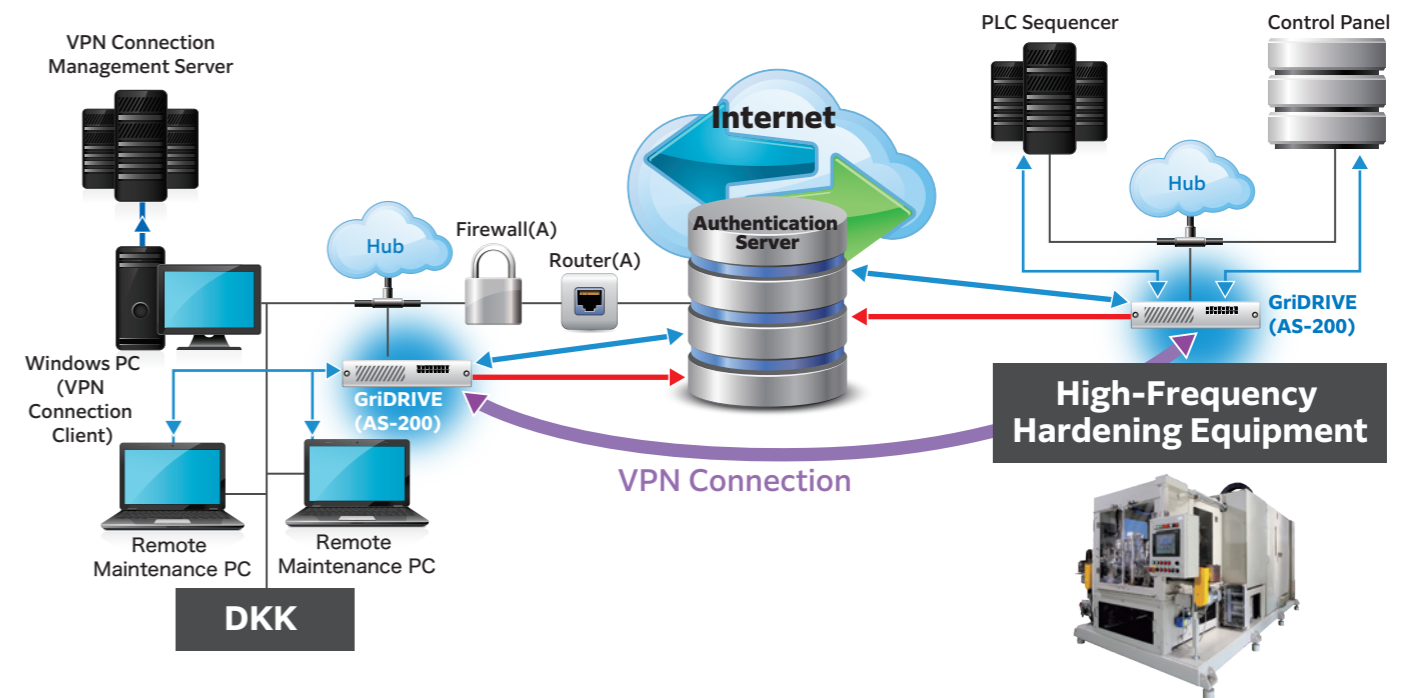 VPN Connection
Management Server
PLC Sequencer
Control Panel
Internet
Hub
Authentication
Server
Hub
Firewall(A)
Router(A)
GriDRIVE
(AS-200)
Windows PC
(VPN
Connection
Client)
GriDRIVE
(AS-200)
High-Frequency
Hardening Equipment
VPN Connection
Remote
Maintenance PC
Remote
Maintenance PC
DKK